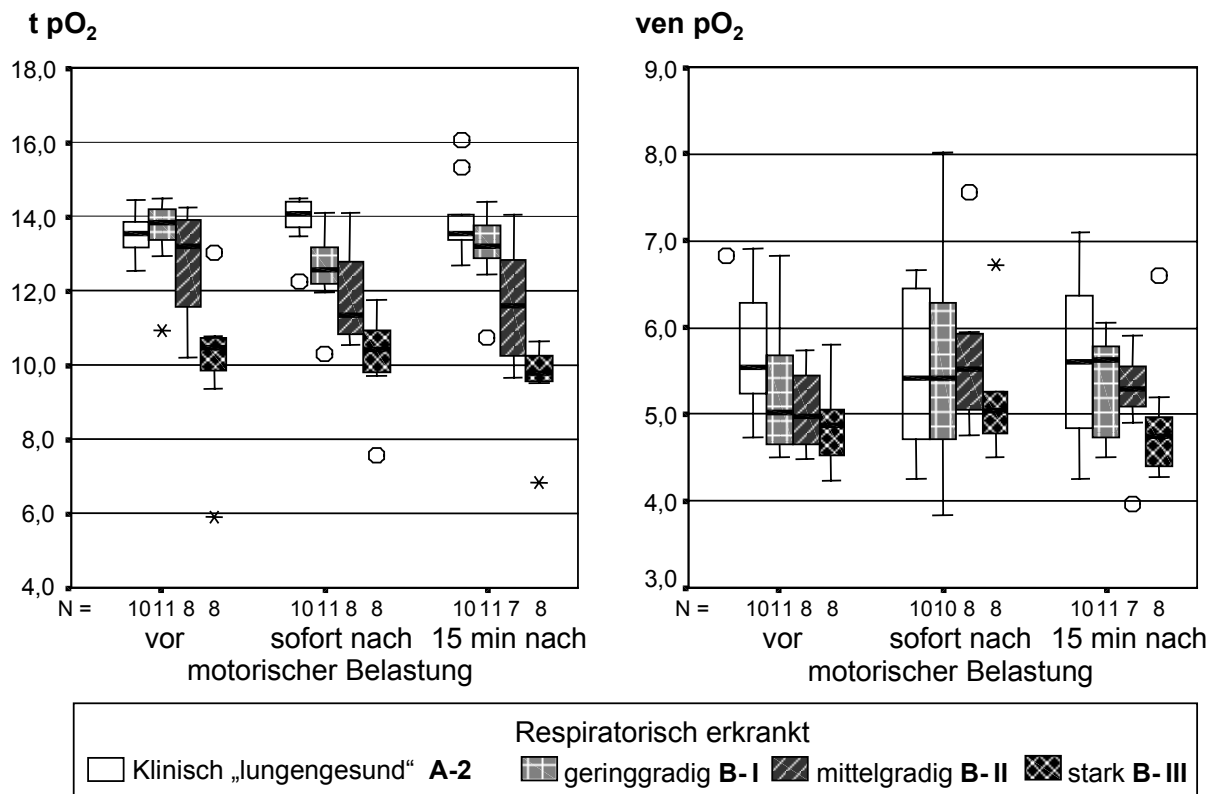 t pO₂
18,0
16,0
14,0
12,0
10,0
8,0
6,0
4,0
N = 10 11 8 8 10 11 8 8 10 11 7 8
vor sofort nach 15 min nach
motorischer Belastung
ven pO₂
9,0
8,0
7,0
6,0
5,0
4,0
3,0
N = 10 11 8 8 10 10 8 8 10 11 7 8
vor sofort nach 15 min nach
motorischer Belastung
Respiratorisch erkrankt
Klinisch „lungengesund“ A-2 geringgradig B-I mittelgradig B-II stark B-III